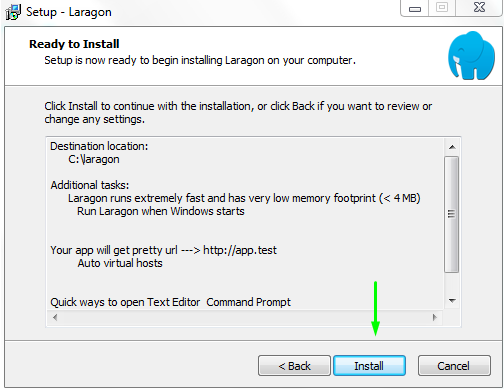 Setup - Laragon
Ready to Install
Setup is now ready to begin installing Laragon on your computer.
Click Install to continue with the installation, or click Back if you want to review or
change any settings.
Destination location:
C:\laragon
Additional tasks:
Laragon runs extremely fast and has very low memory footprint (< 4 MB)
Run Laragon when Windows starts
Your app will get pretty url ---> http://app.test
Auto virtual hosts
Quick ways to open Text Editor  Command Prompt
< Back
Install
Cancel